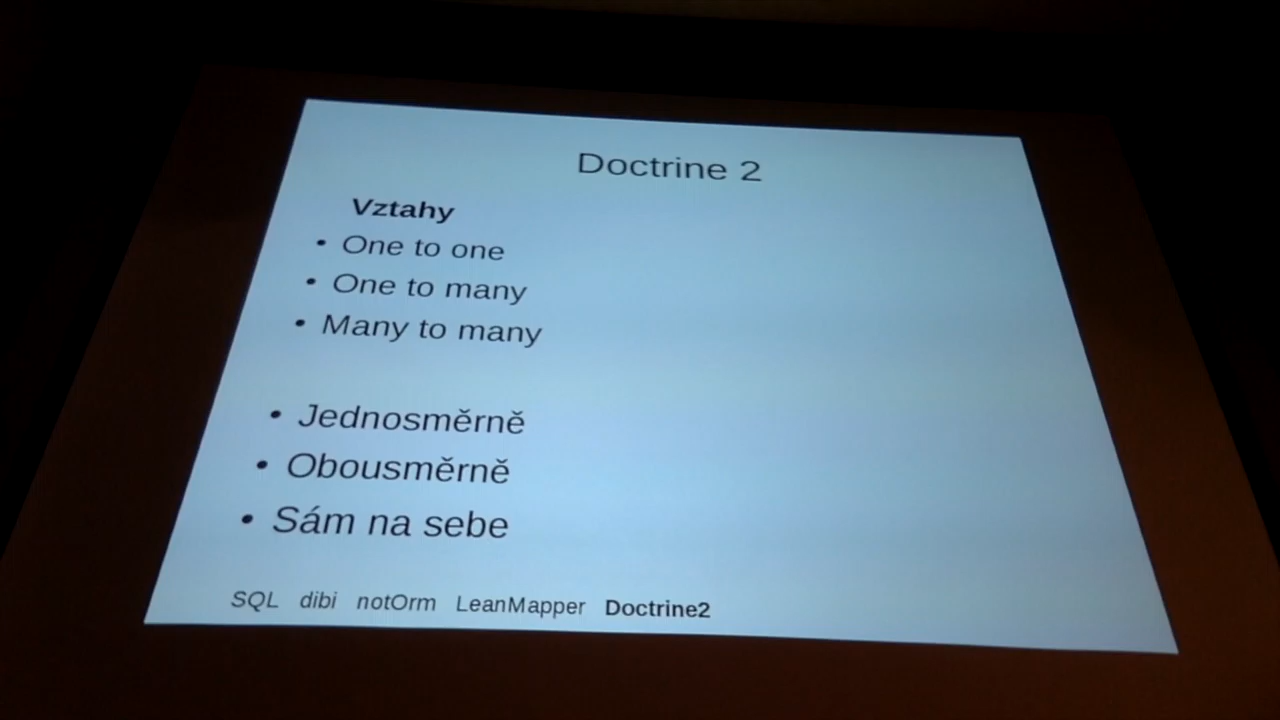 Doctrine 2
Vztahy
• One to one
• One to many
• Many to many
• Jednosměrně
• Obousměrně
• Sám na sebe
SQL dibi notOrm LeanMapper Doctrine2